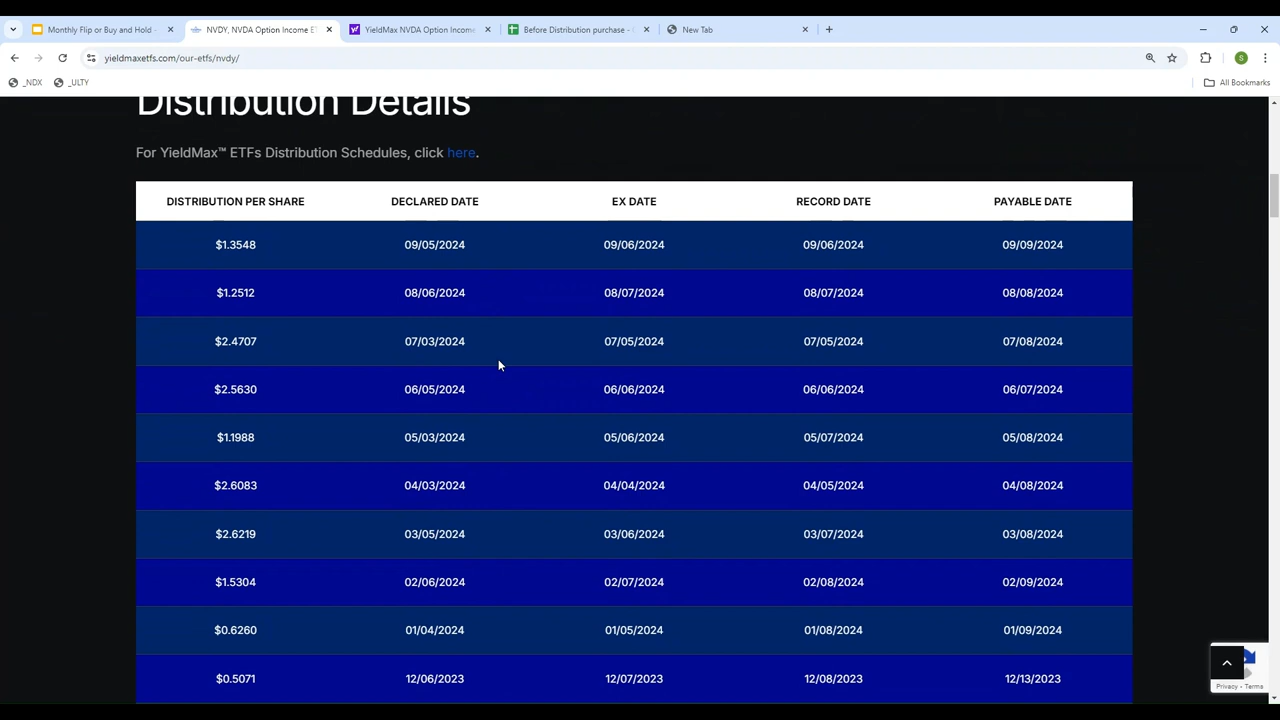 Monthly Flip or Buy and Hold -
NVDY, NVDA Option Income E
YieldMax NVDA Option Income
Before Distribution purchase -
New Tab
yieldmaxetfs.com/our-etfs/nvdy/
_NDX
_ULTY
All Bookmarks
S
Distribution Details
For YieldMax™ ETFs Distribution Schedules, click here.
DISTRIBUTION PER SHARE DECLARED DATE EX DATE RECORD DATE PAYABLE DATE
$1.3548 09/05/2024 09/06/2024 09/06/2024 09/09/2024
$1.2512 08/06/2024 08/07/2024 08/07/2024 08/08/2024
$2.4707 07/03/2024 07/05/2024 07/05/2024 07/08/2024
$2.5630 06/05/2024 06/06/2024 06/06/2024 06/07/2024
$1.1988 05/03/2024 05/06/2024 05/07/2024 05/08/2024
$2.6083 04/03/2024 04/04/2024 04/05/2024 04/08/2024
$2.6219 03/05/2024 03/06/2024 03/07/2024 03/08/2024
$1.5304 02/06/2024 02/07/2024 02/08/2024 02/09/2024
$0.6260 01/04/2024 01/05/2024 01/08/2024 01/09/2024
$0.5071 12/06/2023 12/07/2023 12/08/2023 12/13/2023
Privacy - Terms